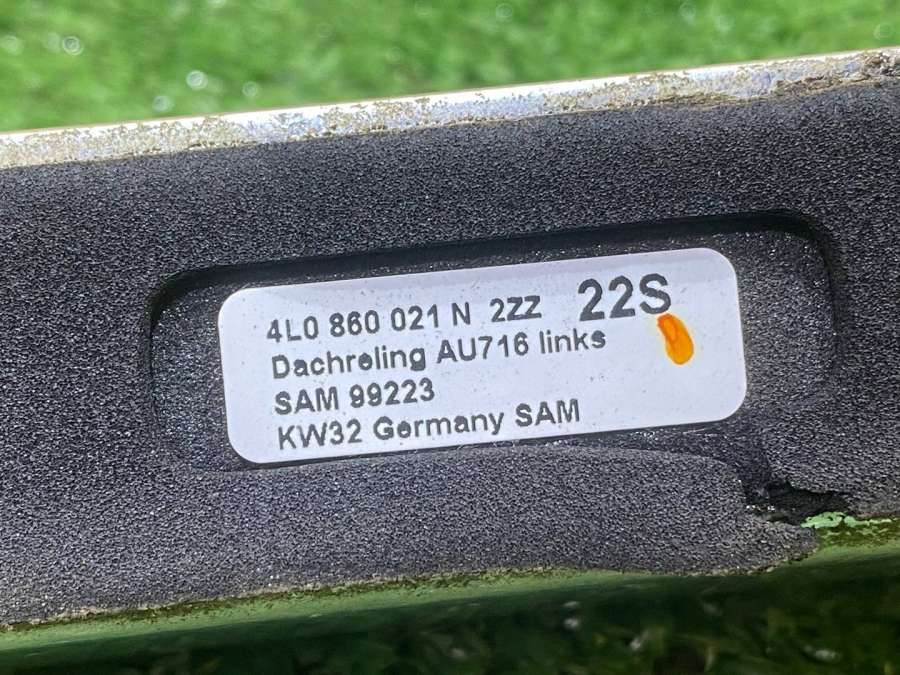 4L0 860 021 N 2ZZ 22S
Dachreling AU716 links
SAM 99223
KW32 Germany SAM